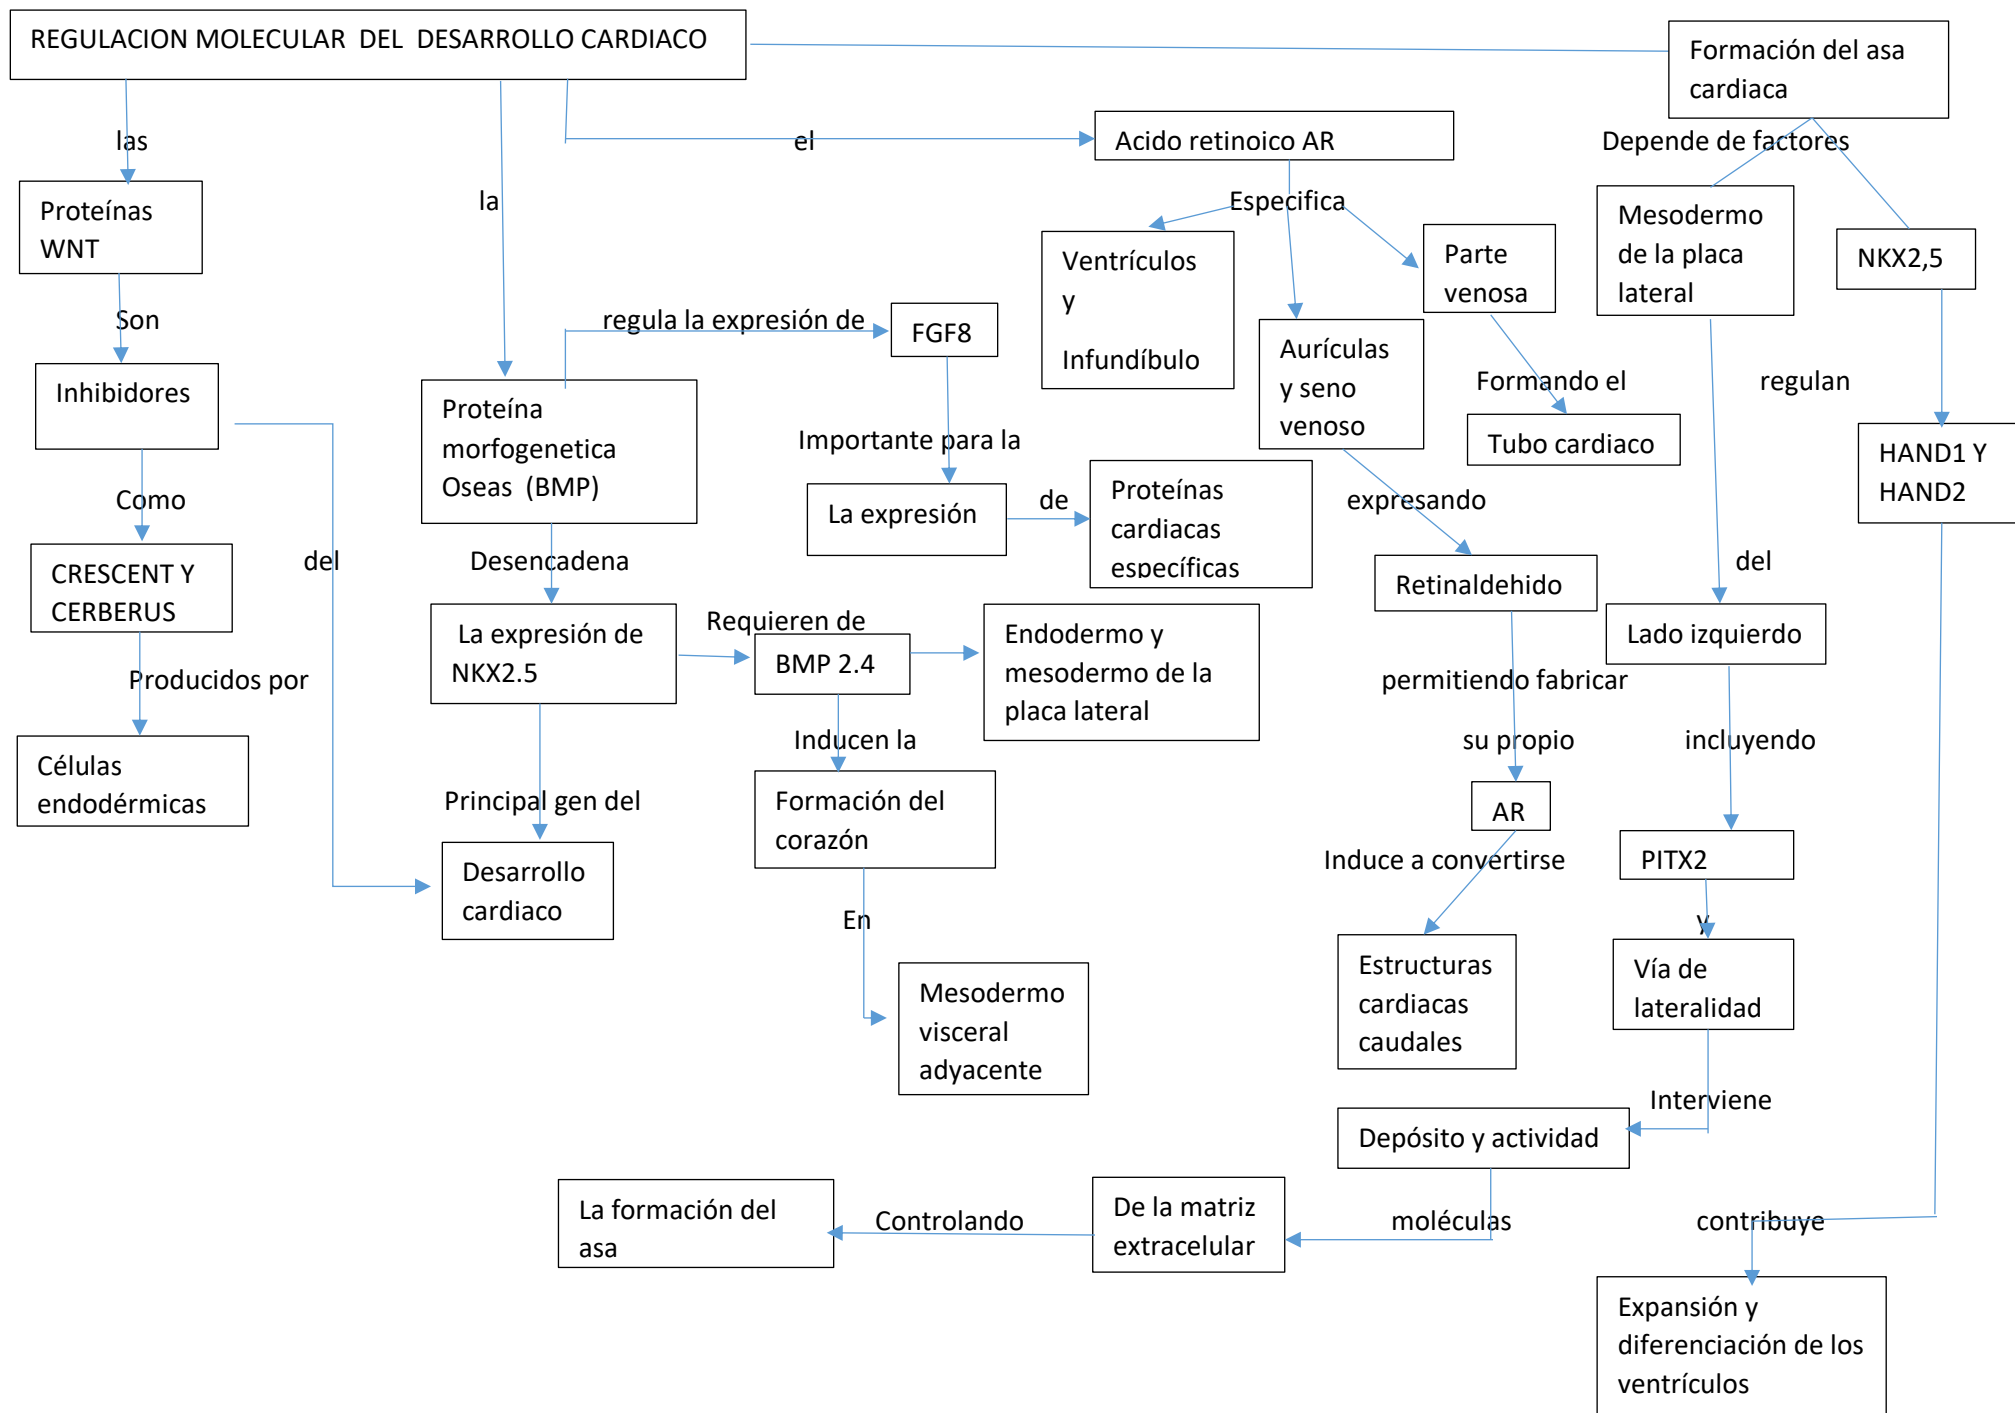 REGULACION MOLECULAR DEL DESARROLLO CARDIACO
Formación del asa
cardiaca
las
la
el
Acido retinoico AR
Depende de factores
Proteínas
WNT
Especifica
Ventrículos
y
Infundíbulo
Parte
venosa
Mesodermo
de la placa
lateral
NKX2,5
Son
regula la expresión de
FGF8
Aurículas
y seno
venoso
Formando el
regulan
Inhibidores
Proteína
morfogenetica
Oseas (BMP)
Importante para la
Tubo cardiaco
HAND1 Y
HAND2
Como
La expresión
de
Proteínas
cardiacas
específicas
expresando
CRESCENT Y
CERBERUS
del
Desencadena
Retinaldehido
del
La expresión de
NKX2.5
Requieren de
BMP 2.4
Endodermo y
mesodermo de la
placa lateral
Lado izquierdo
Producidos por
permitiendo fabricar
su propio
incluyendo
Células
endodérmicas
Inducen la
Principal gen del
Formación del
corazón
AR
PITX2
Desarrollo
cardiaco
Induce a convertirse
En
y
Mesodermo
visceral
adyacente
Estructuras
cardiacas
caudales
Vía de
lateralidad
Interviene
Depósito y actividad
La formación del
asa
Controlando
De la matriz
extracelular
moléculas
contribuye
Expansión y
diferenciación de los
ventrículos